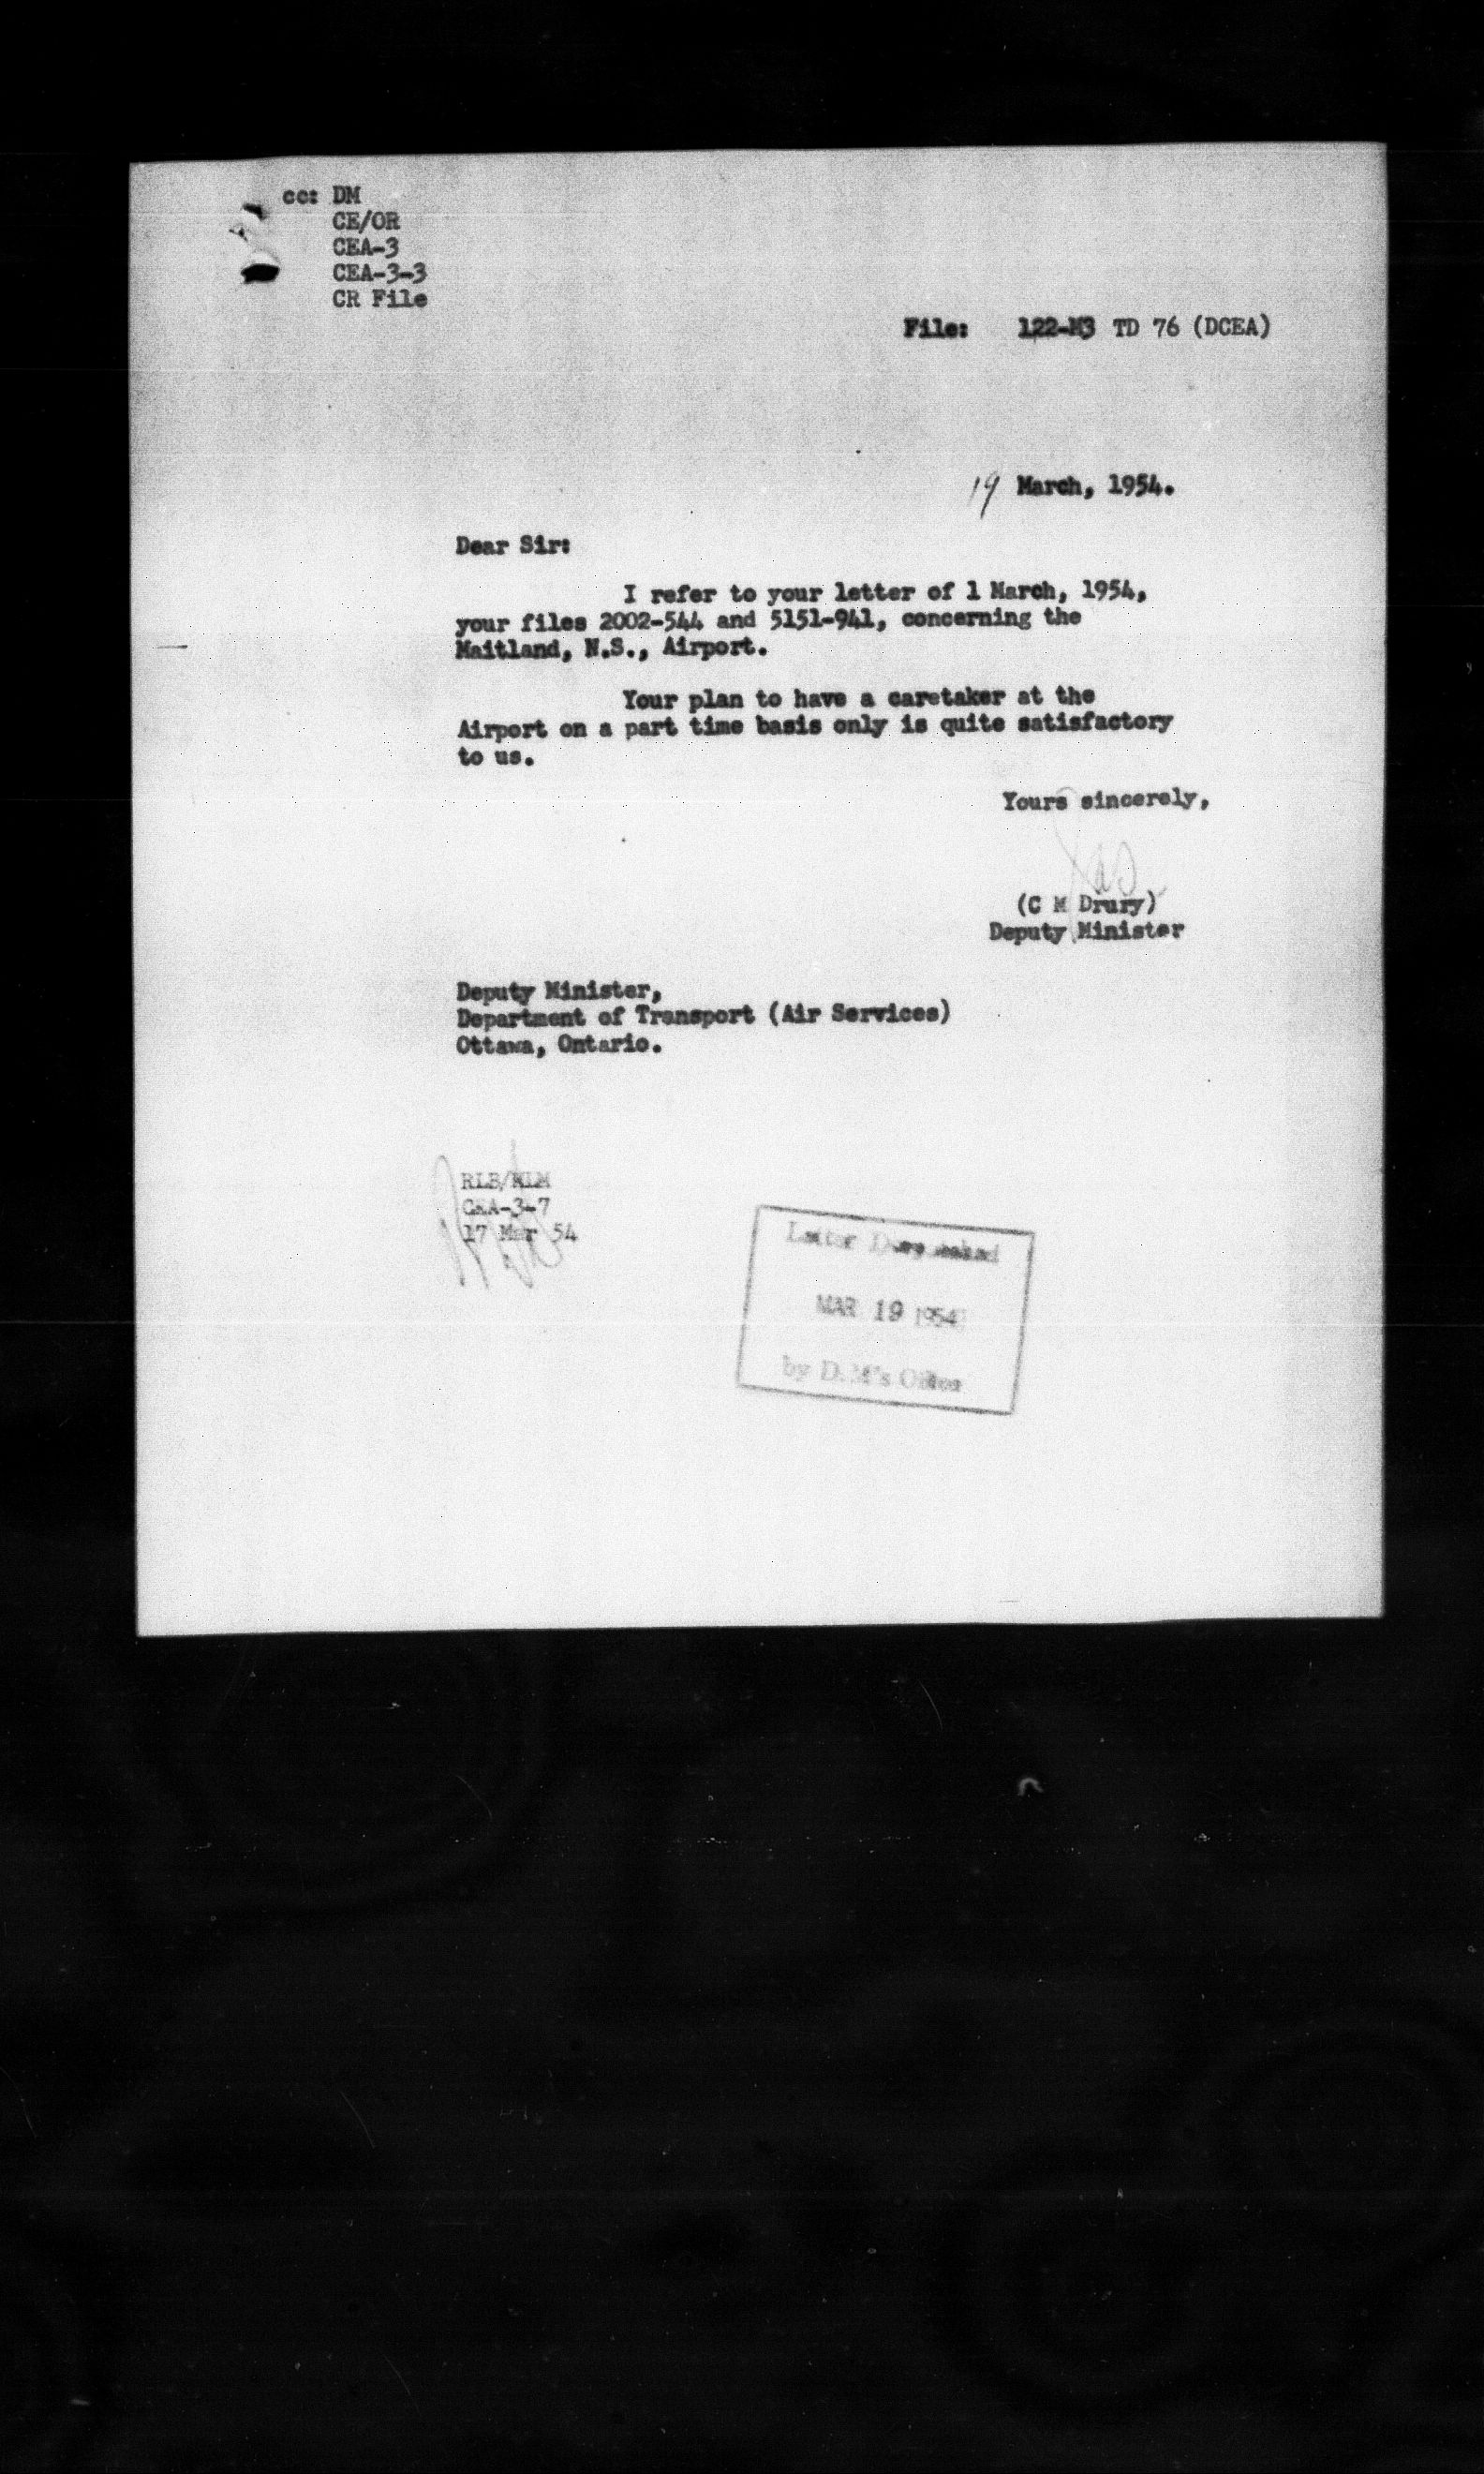 cc: DM
CE/OR
CEA-3
CEA-3-3
CR File
File: 122-M3 TD 76 (DCEA)
19 March, 1954.
Dear Sir:
I refer to your letter of 1 March, 1954,
your files 2002-544 and 5151-941, concerning the
Maitland, N.S., Airport.
Your plan to have a caretaker at the
Airport on a part time basis only is quite satisfactory
to us.
Yours sincerely,
(C M Drury)
Deputy Minister
Deputy Minister,
Department of Transport (Air Services)
Ottawa, Ontario.
RLB/MLM
CEA-3-7
17 Mar 54
Letter Despatched
MAR 19 1954
by D.M's Office